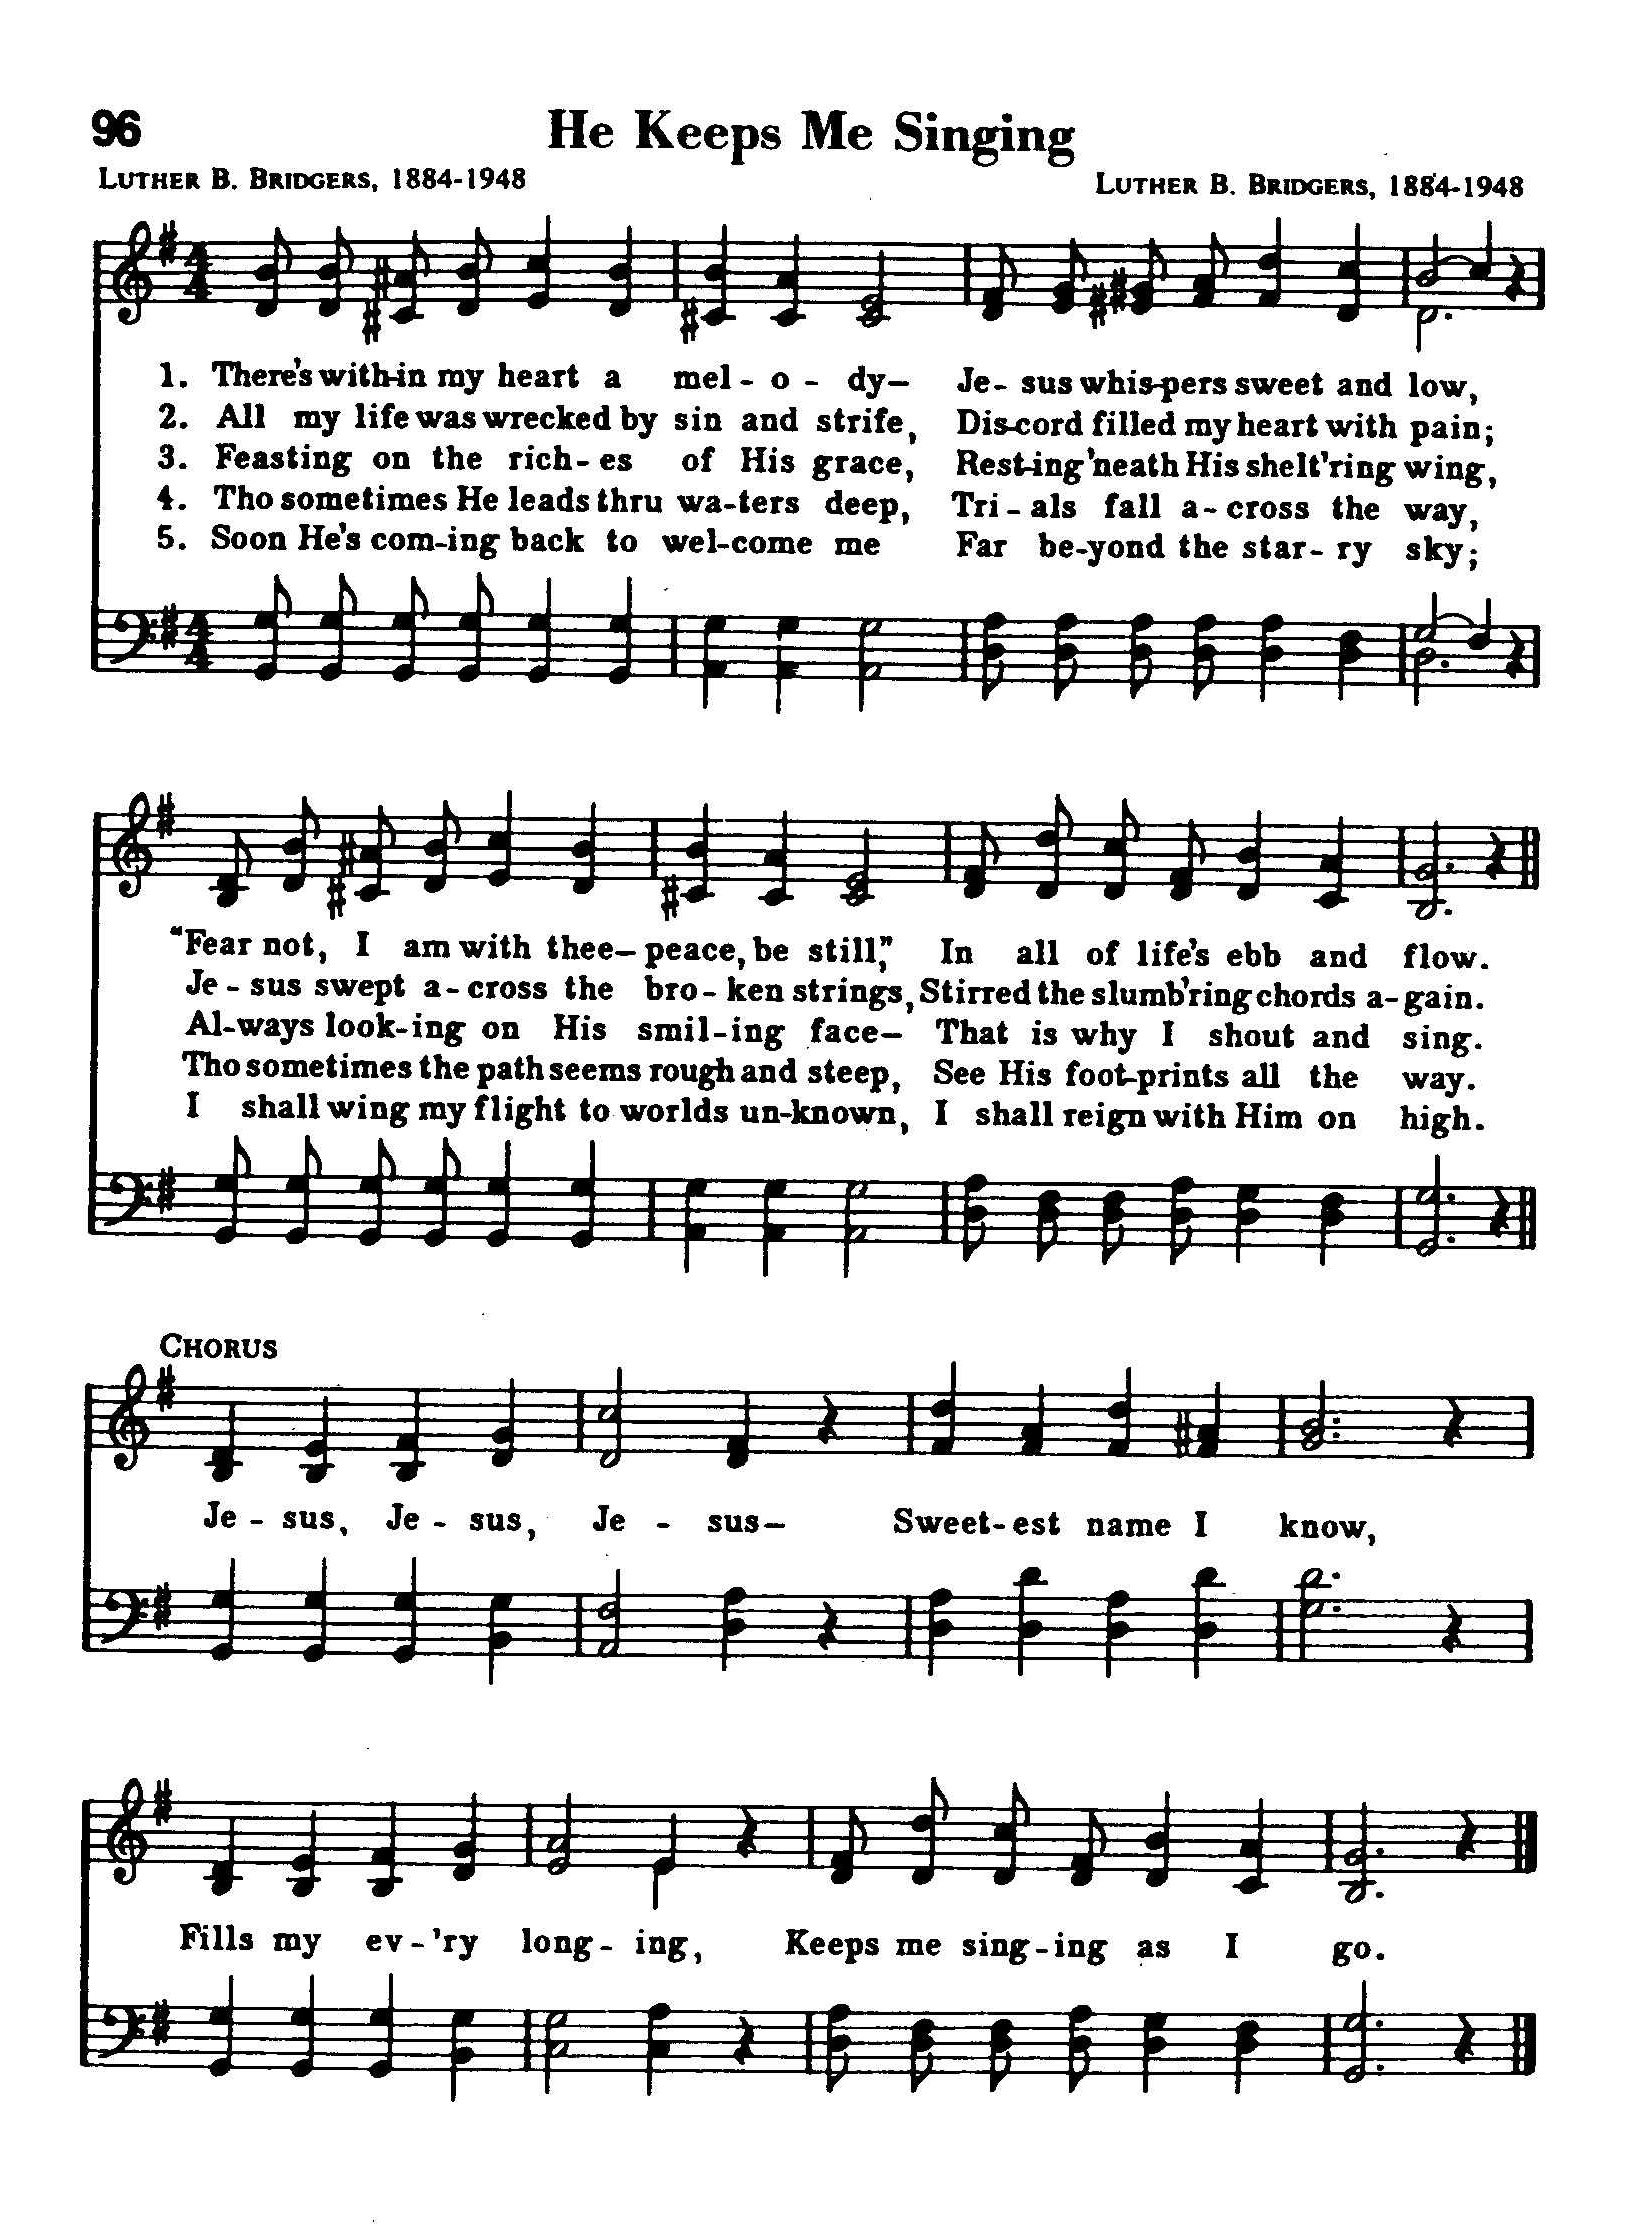 96
He Keeps Me Singing
LUTHER B. BRIDGERS, 1884-1948
LUTHER B. BRIDGERS, 1884-1948
4
4
1. There's with-in my heart a mel - o - dy— Je - sus whis-pers sweet and low,
2. All my life was wrecked by sin and strife, Dis-cord filled my heart with pain;
3. Feasting on the rich - es of His grace, Rest-ing 'neath His shelt'ring wing,
4. Tho sometimes He leads thru wa-ters deep, Tri - als fall a - cross the way,
5. Soon He's com-ing back to wel-come me Far be-yond the star - ry sky;
4
4
"Fear not, I am with thee— peace, be still," In all of life's ebb and flow.
Je - sus swept a - cross the bro - ken strings, Stirred the slumb'ring chords a - gain.
Al-ways look-ing on His smil - ing face— That is why I shout and sing.
Tho sometimes the path seems rough and steep, See His foot-prints all the way.
I shall wing my flight to worlds un-known, I shall reign with Him on high.
CHORUS
Je - sus, Je - sus, Je - sus— Sweet - est name I know,
Fills my ev - 'ry long - ing, Keeps me sing - ing as I go.